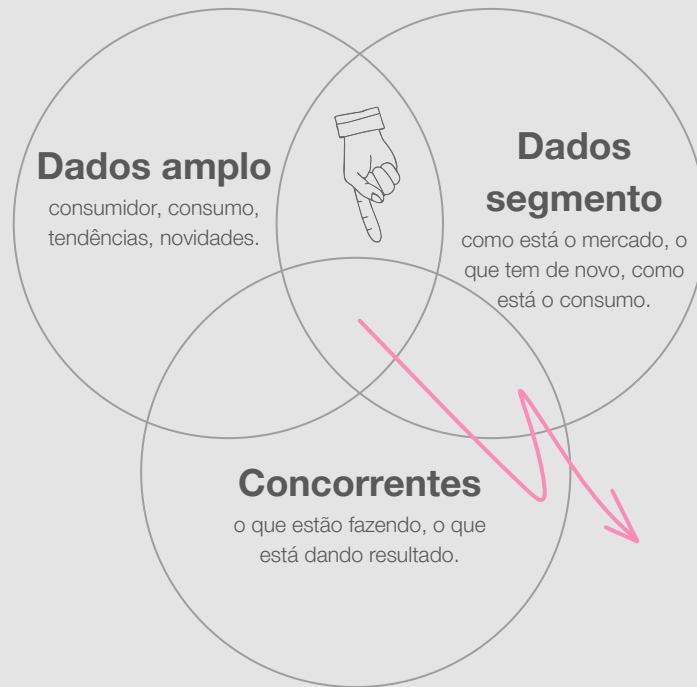 Dados amplo
consumidor, consumo,
tendências, novidades.
Dados
segmento
como está o mercado, o
que tem de novo, como
está o consumo.
Concorrentes
o que estão fazendo, o que
está dando resultado.